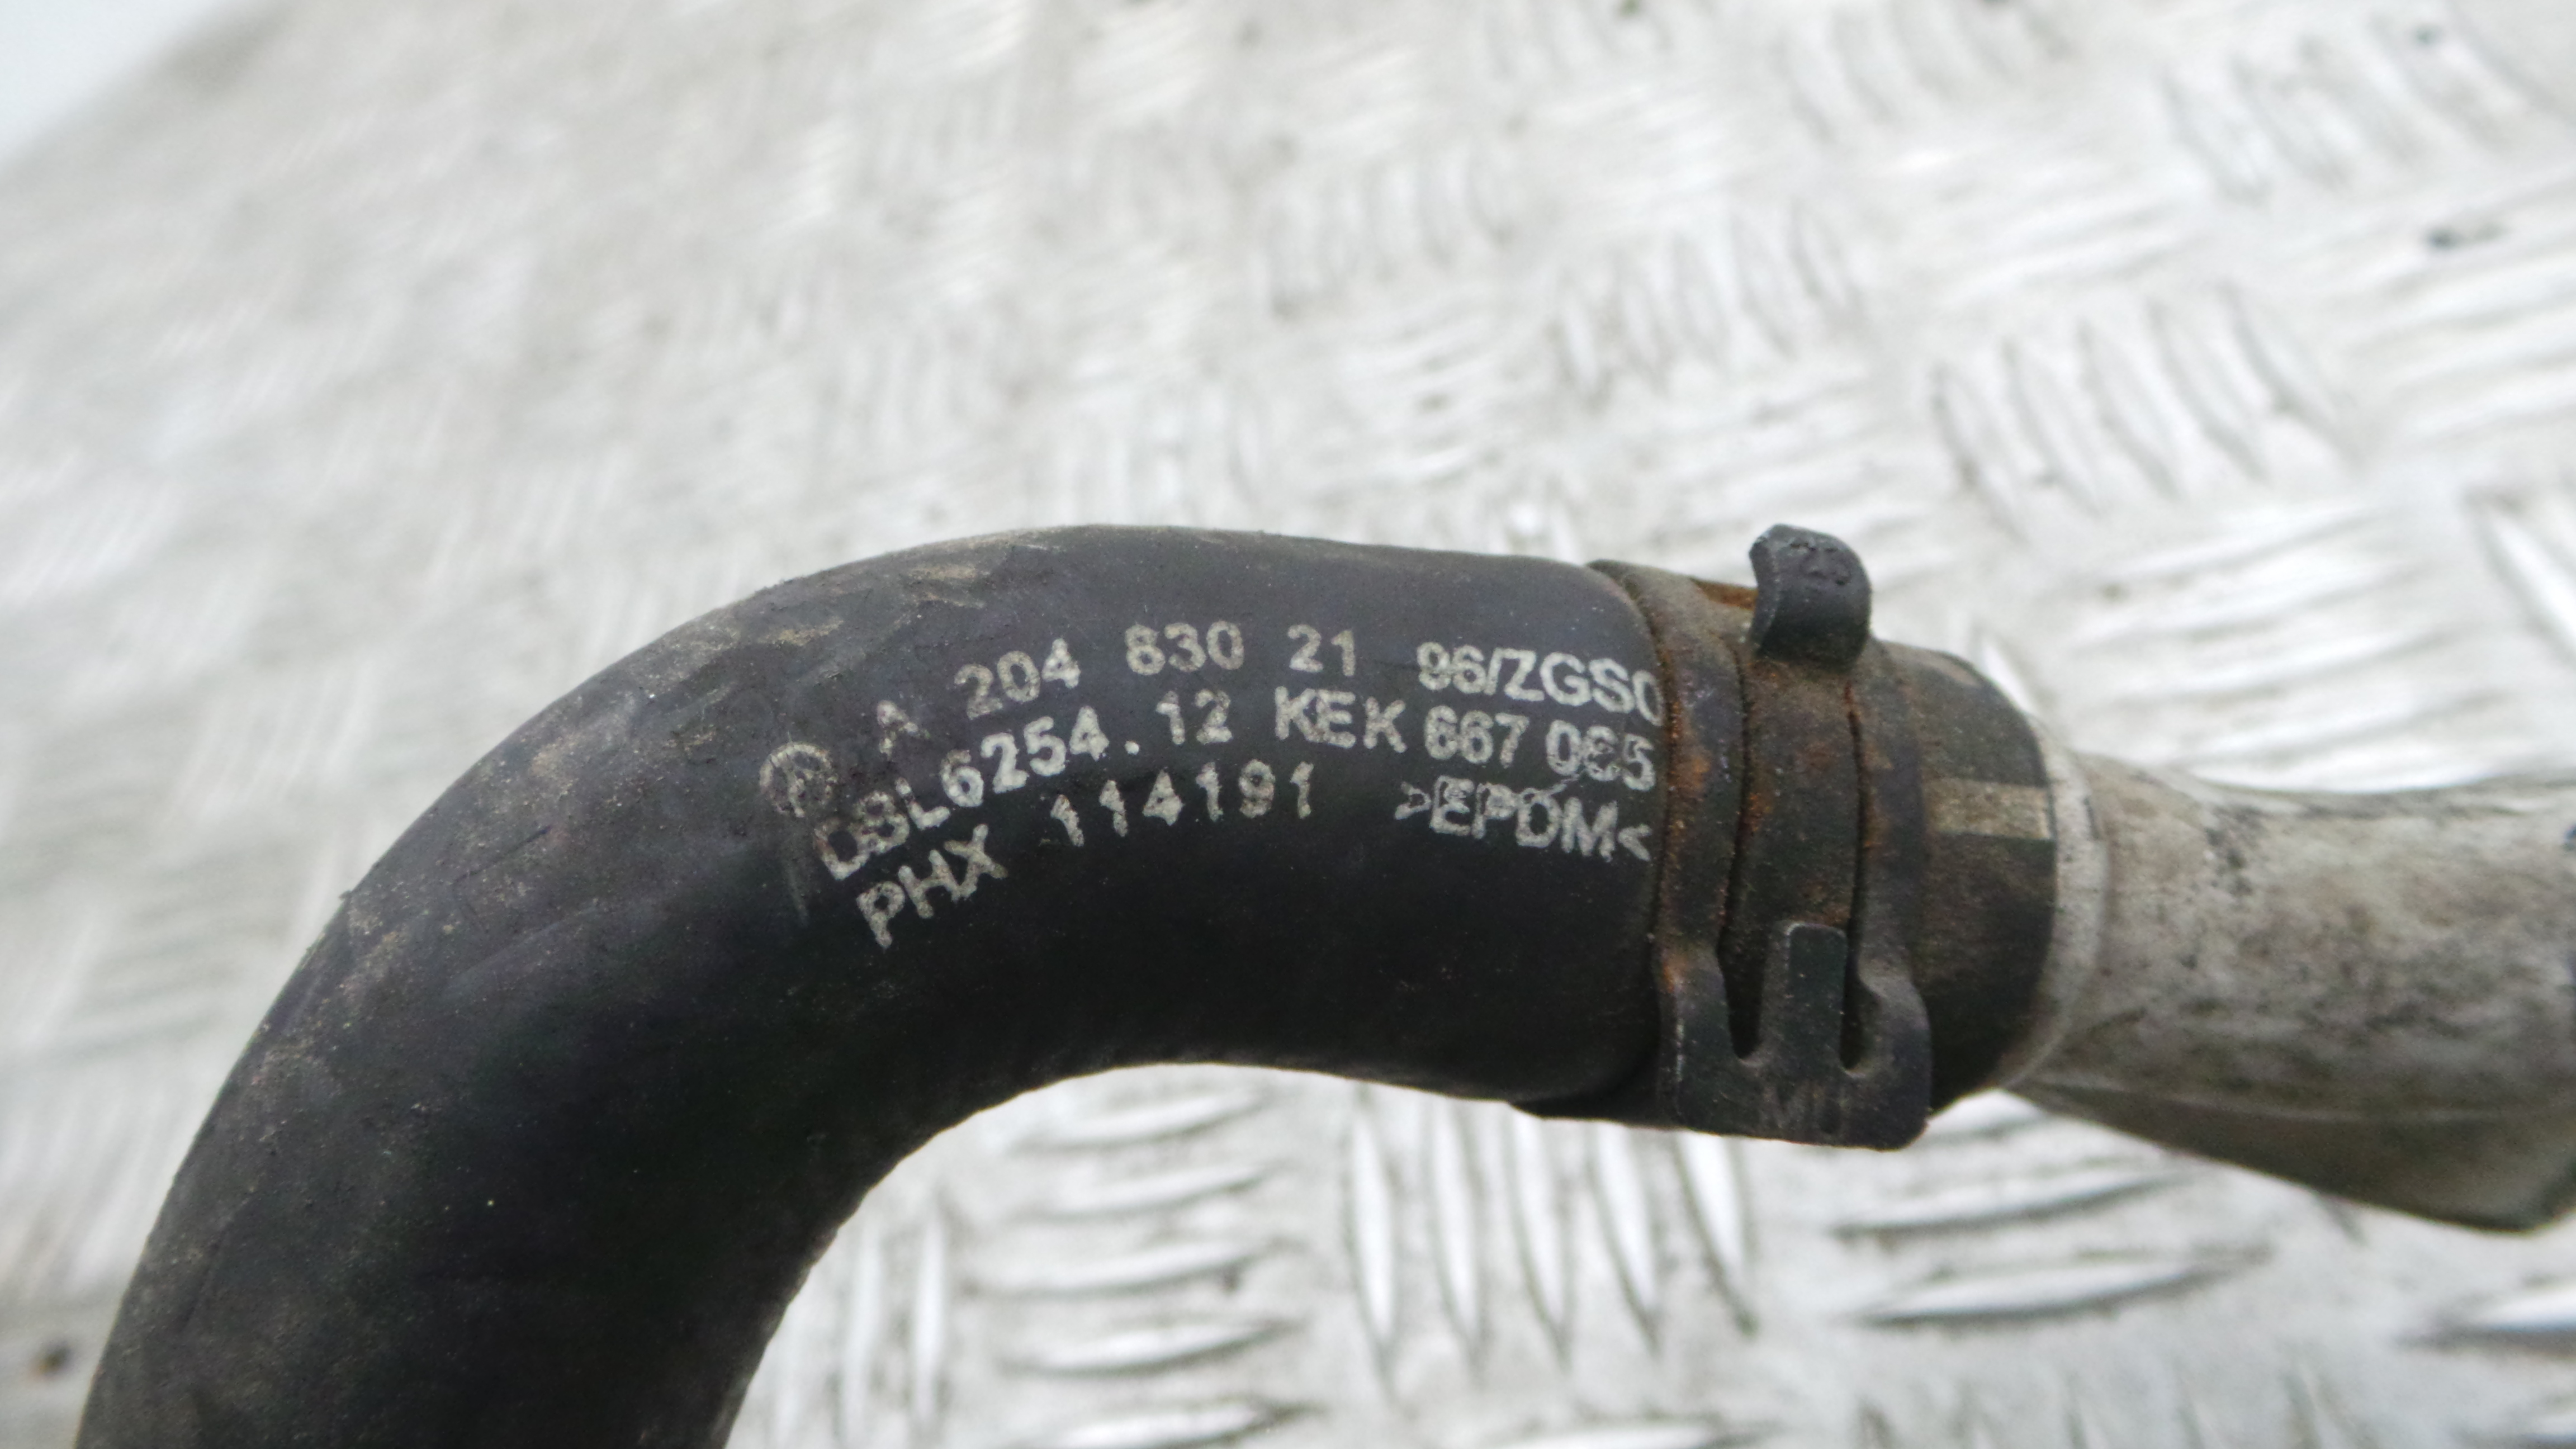 A 204 830 21 96/ZGS0
DBL6254.12 KEK 667 065
PHX 114191 >EPDM<